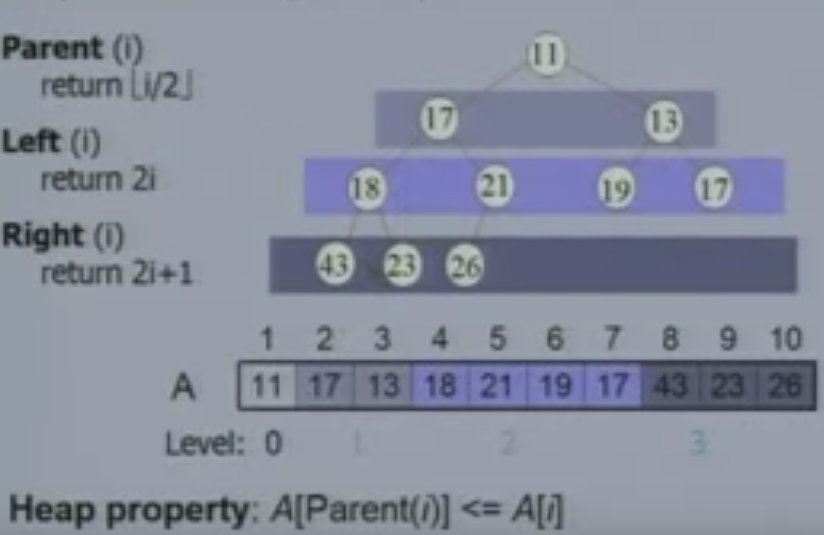 Parent (i)
return ⌊i/2⌋
Left (i)
return 2i
Right (i)
return 2i+1
11
17 13
18 21 19 17
43 23 26
1 2 3 4 5 6 7 8 9 10
A 11 17 13 18 21 19 17 43 23 26
Level: 0 1 2 3
Heap property: A[Parent(i)] <= A[i]